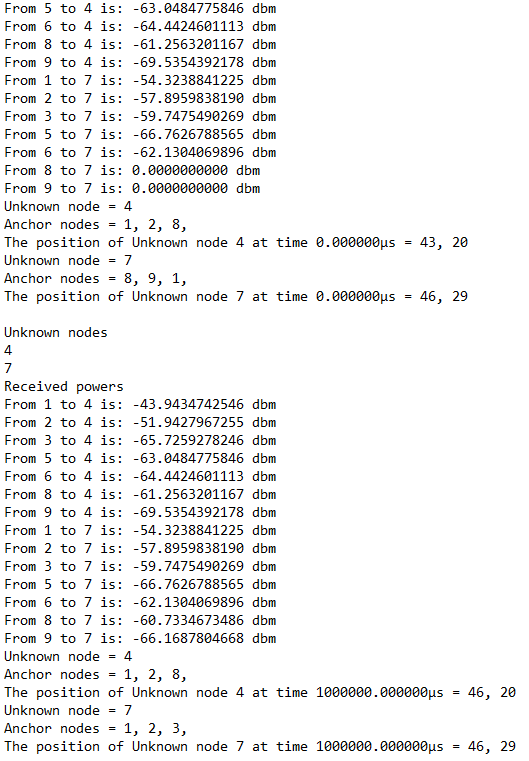 From 5 to 4 is: -63.0484775846 dbm
From 6 to 4 is: -64.4424601113 dbm
From 8 to 4 is: -61.2563201167 dbm
From 9 to 4 is: -69.5354392178 dbm
From 1 to 7 is: -54.3238841225 dbm
From 2 to 7 is: -57.8959838190 dbm
From 3 to 7 is: -59.7475490269 dbm
From 5 to 7 is: -66.7626788565 dbm
From 6 to 7 is: -62.1304069896 dbm
From 8 to 7 is: 0.0000000000 dbm
From 9 to 7 is: 0.0000000000 dbm
Unknown node = 4
Anchor nodes = 1, 2, 8,
The position of Unknown node 4 at time 0.000000µs = 43, 20
Unknown node = 7
Anchor nodes = 8, 9, 1,
The position of Unknown node 7 at time 0.000000µs = 46, 29

Unknown nodes
4
7
Received powers
From 1 to 4 is: -43.9434742546 dbm
From 2 to 4 is: -51.9427967255 dbm
From 3 to 4 is: -65.7259278246 dbm
From 5 to 4 is: -63.0484775846 dbm
From 6 to 4 is: -64.4424601113 dbm
From 8 to 4 is: -61.2563201167 dbm
From 9 to 4 is: -69.5354392178 dbm
From 1 to 7 is: -54.3238841225 dbm
From 2 to 7 is: -57.8959838190 dbm
From 3 to 7 is: -59.7475490269 dbm
From 5 to 7 is: -66.7626788565 dbm
From 6 to 7 is: -62.1304069896 dbm
From 8 to 7 is: -60.7334673486 dbm
From 9 to 7 is: -66.1687804668 dbm
Unknown node = 4
Anchor nodes = 1, 2, 8,
The position of Unknown node 4 at time 1000000.000000µs = 46, 20
Unknown node = 7
Anchor nodes = 1, 2, 3,
The position of Unknown node 7 at time 1000000.000000µs = 46, 29